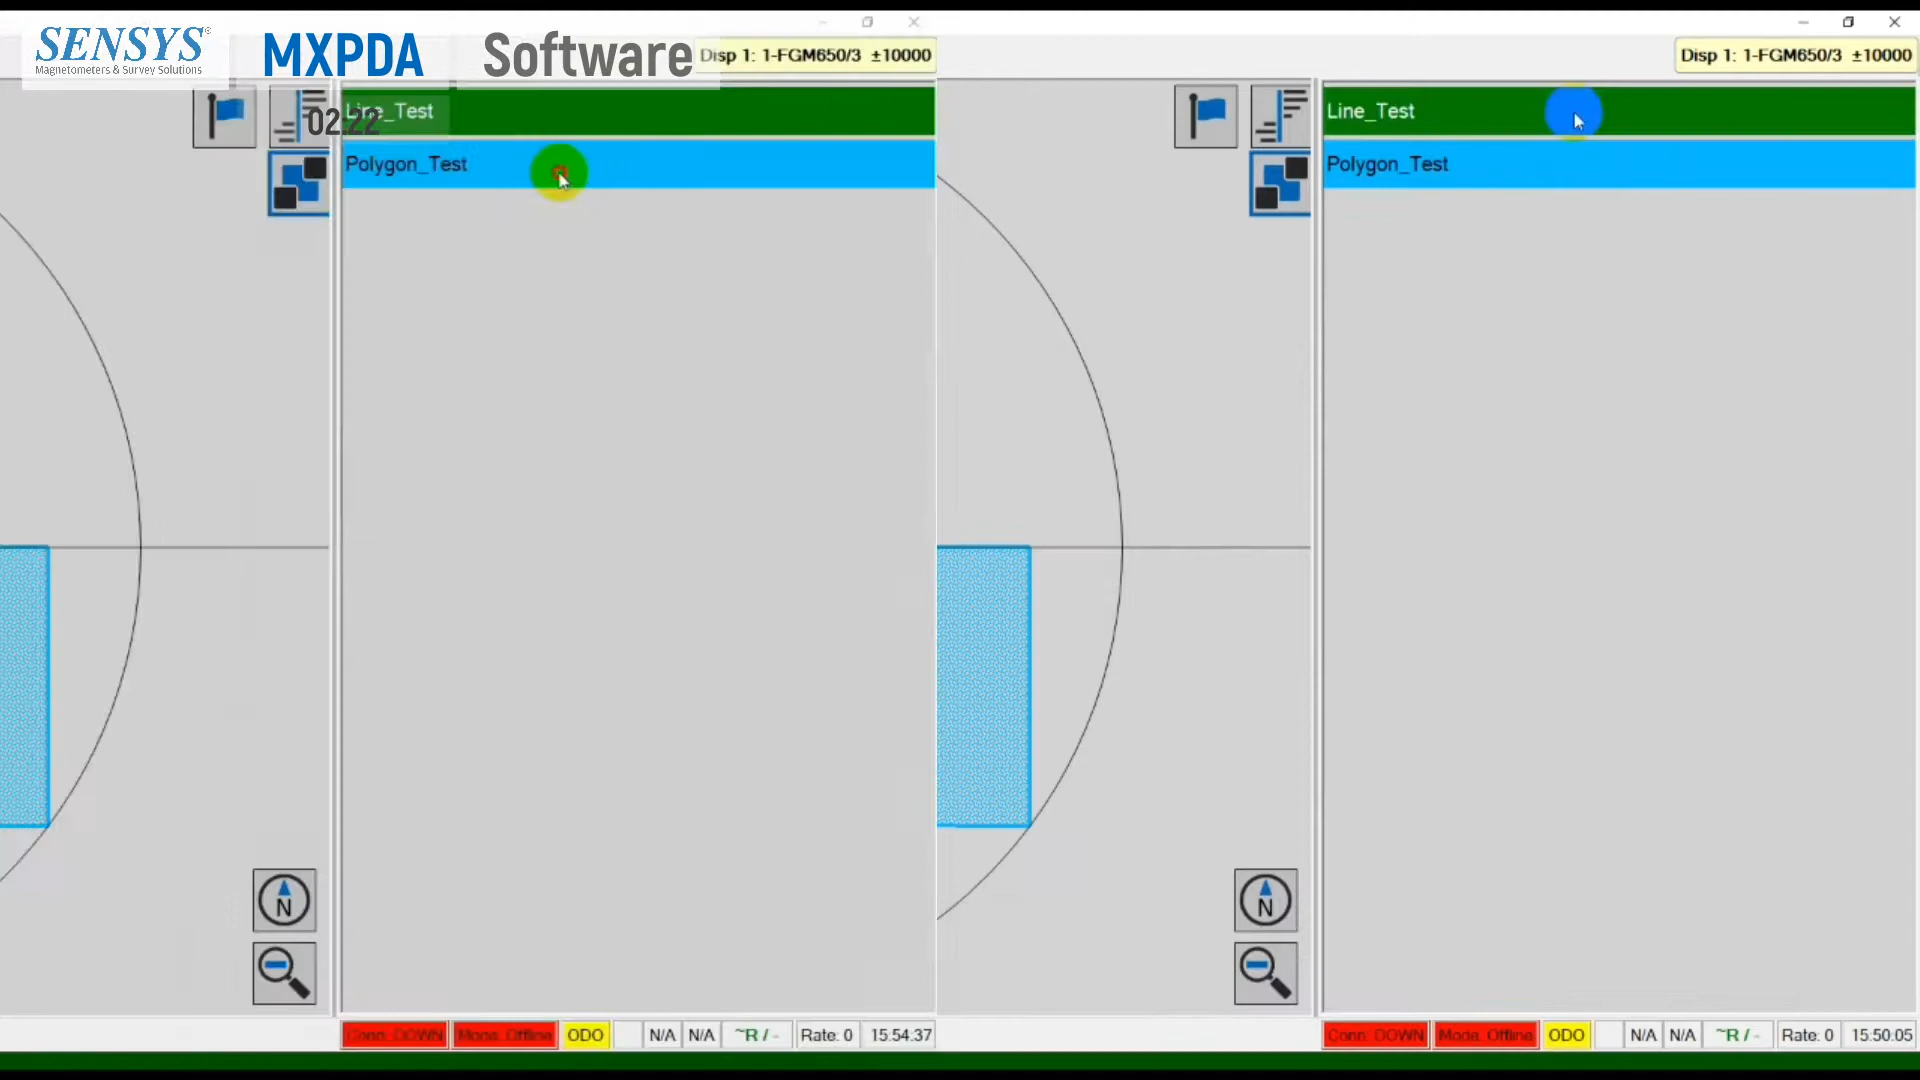 SENSYS®
Magnetometers & Survey Solutions
MXPDA Software
02.22
Disp 1: 1-FGM650/3 ±10000
Line_Test
Polygon_Test
N
Conn: DOWN Mode: Offline ODO N/A N/A ~R / - Rate: 0 15:54:37
Disp 1: 1-FGM650/3 ±10000
Line_Test
Polygon_Test
N
Conn: DOWN Mode: Offline ODO N/A N/A ~R / - Rate: 0 15:50:05